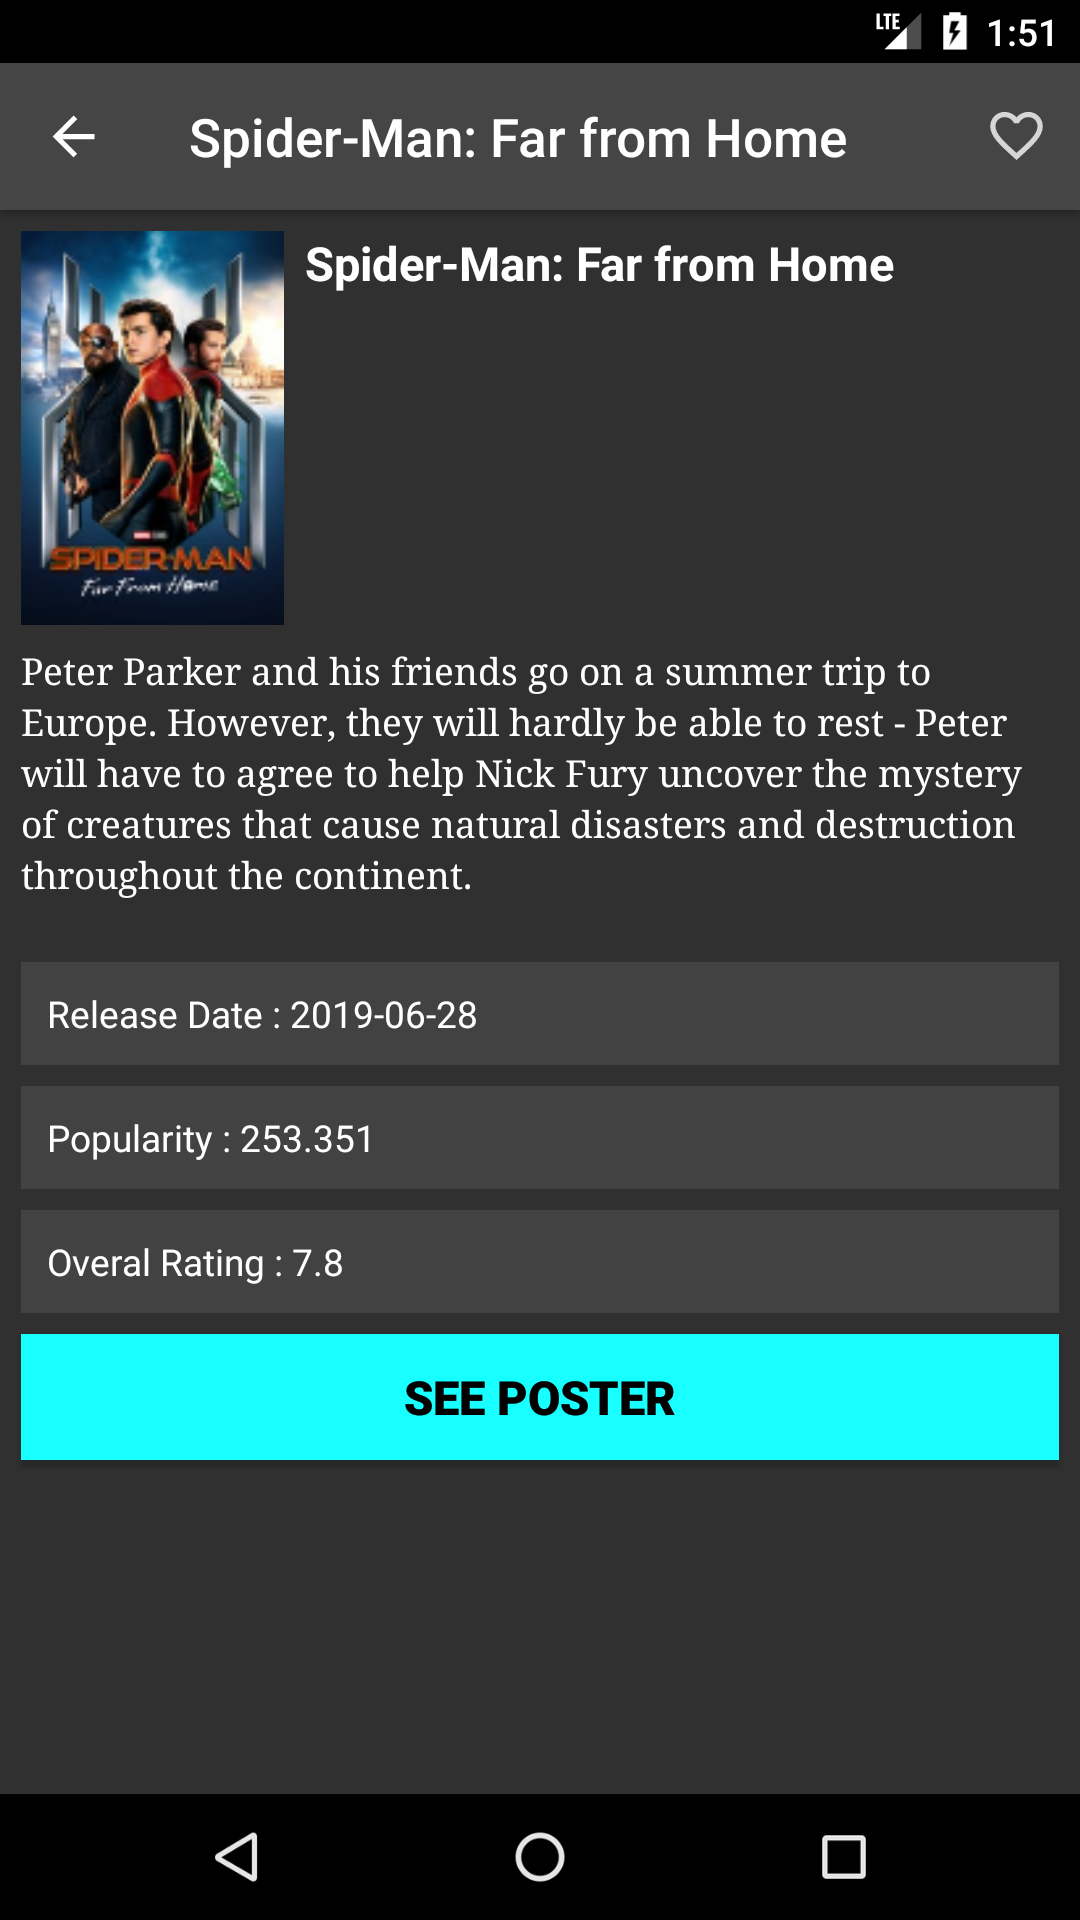 LTE 1:51
Spider-Man: Far from Home
Spider-Man: Far from Home
SPIDER-MAN
Far From Home
Peter Parker and his friends go on a summer trip to
Europe. However, they will hardly be able to rest - Peter
will have to agree to help Nick Fury uncover the mystery
of creatures that cause natural disasters and destruction
throughout the continent.
Release Date : 2019-06-28
Popularity : 253.351
Overal Rating : 7.8
SEE POSTER